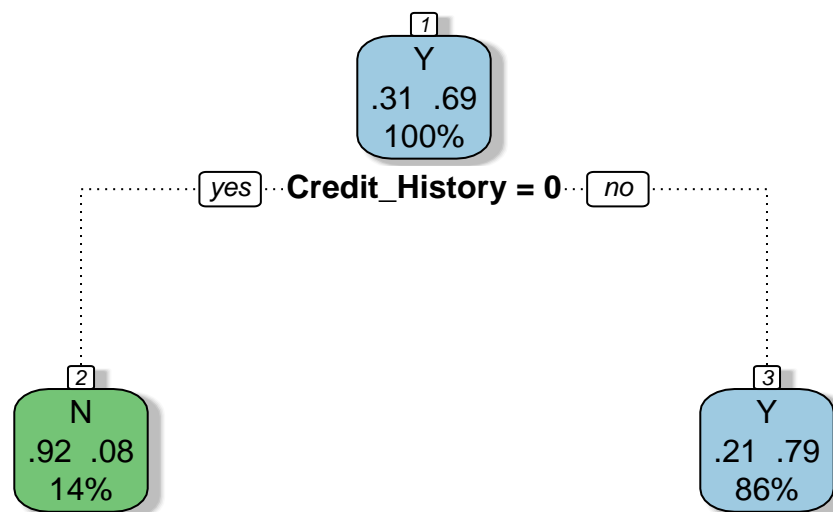 1
Y
.31 .69
100%
yes Credit_History = 0 no
2
N
.92 .08
14%
3
Y
.21 .79
86%